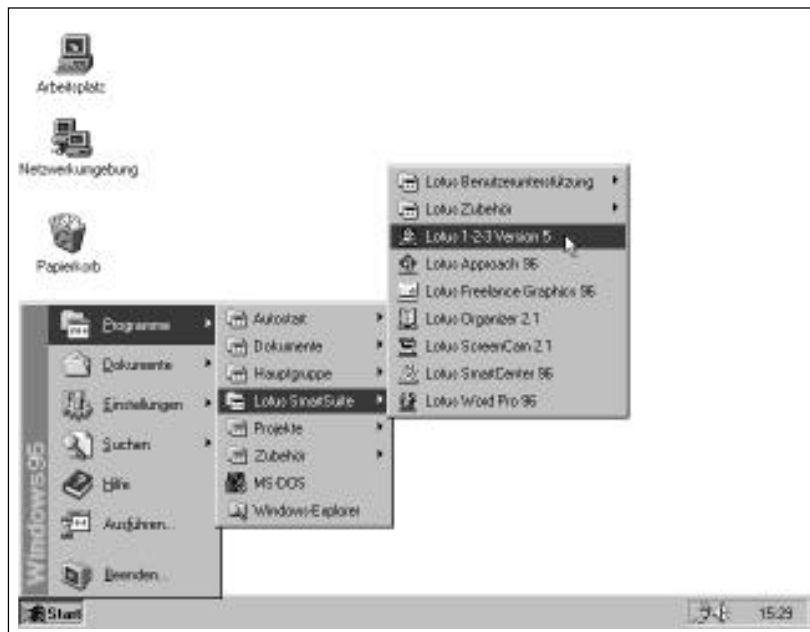 Arbeitsplatz
Netzwerkumgebung
Papierkorb
Lotus Benutzerunterstützung
Lotus Zubehör
Lotus 1-2-3 Version 5
Lotus Approach 96
Lotus Freelance Graphics 96
Lotus Organizer 2.1
Lotus ScreenCam 2.1
Lotus SmartCenter 96
Lotus Word Pro 96
Programme
Dokumente
Einstellungen
Suchen
Hilfe
Ausführen...
Beenden...
Autostart
Dokumente
Hauptgruppe
Lotus SmartSuite
Projekte
Zubehör
MS-DOS
Windows-Explorer
Windows95
Start
15:29